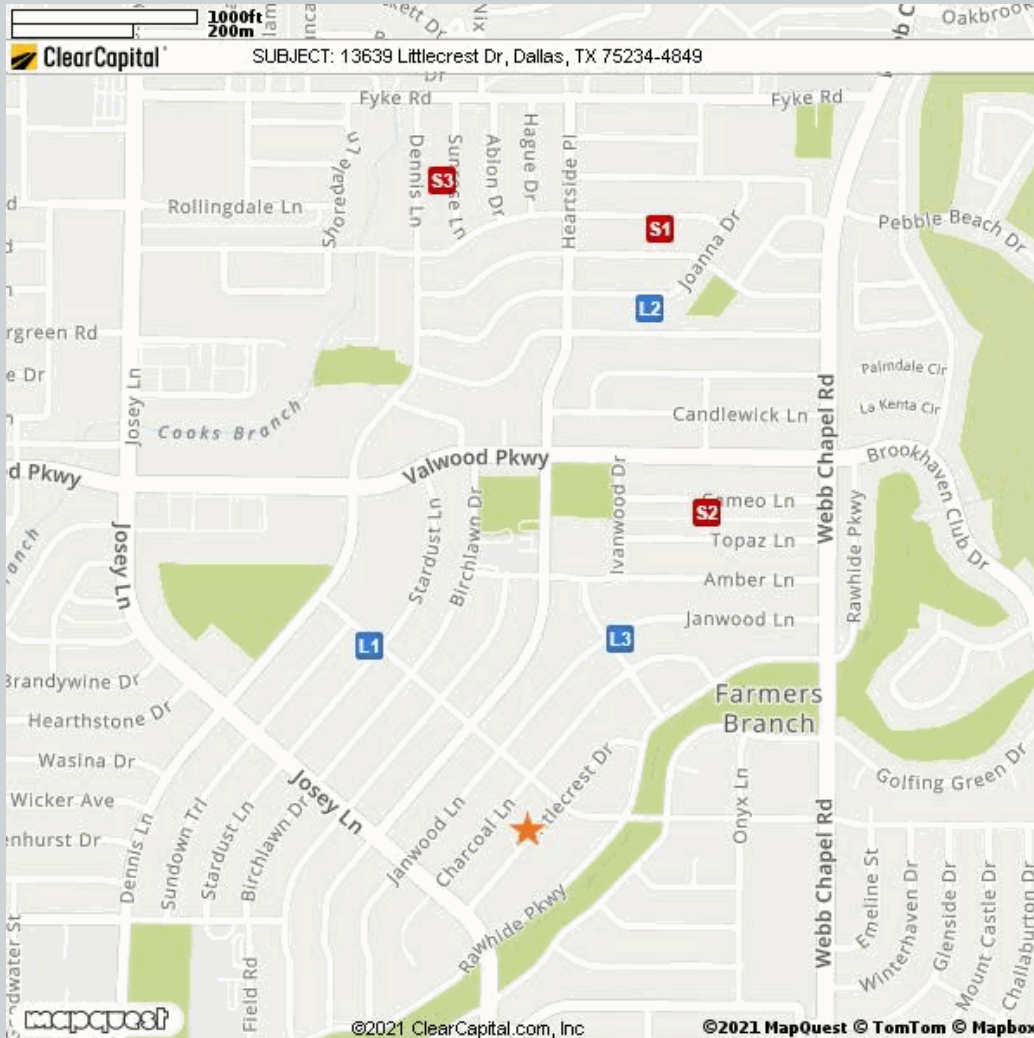 1000ft
200m
Oakbrook
ClearCapital
SUBJECT: 13639 Littlecrest Dr, Dallas, TX 75234-4849
Dr
Fyke Rd
Fyke Rd
Hague Dr
Dennis Ln
Abion Dr
Heartside Pl
S3
Shoredale Ln
Rollingdale Ln
S1
Joanna Dr
Pebble Beach Dr
L2
rgreen Rd
e Dr
Josey Ln
Palmdale Cir
La Kenta Cir
Cooks Branch
Candlewick Ln
Webb Chapel Rd
Valwood Pkwy
d Pkwy
Brookhaven Club Dr
Ivanwood Dr
Cameo Ln
S2
Rawhide Pkwy
Stardust Ln
Birchlawn Dr
Topaz Ln
Josey Ln
Amber Ln
Janwood Ln
L1
L3
Brandywine Dr
Farmers
Branch
Hearthstone Dr
Wasina Dr
Golfing Green Dr
Wicker Ave
Josey Ln
tlecrest Dr
enhurst Dr
Janwood Ln
Charcoal Ln
Onyx Ln
Webb Chapel Rd
Dennis Ln
Sundown Trl
Stardust Ln
Birchlawn Dr
Rawhide Pkwy
Emeline St
Winterhaven Dr
Glenside Dr
Mount Castle Dr
Challaburton Dr
Field Rd
mapquest
©2021 ClearCapital.com, Inc
©2021 MapQuest © TomTom © Mapbox